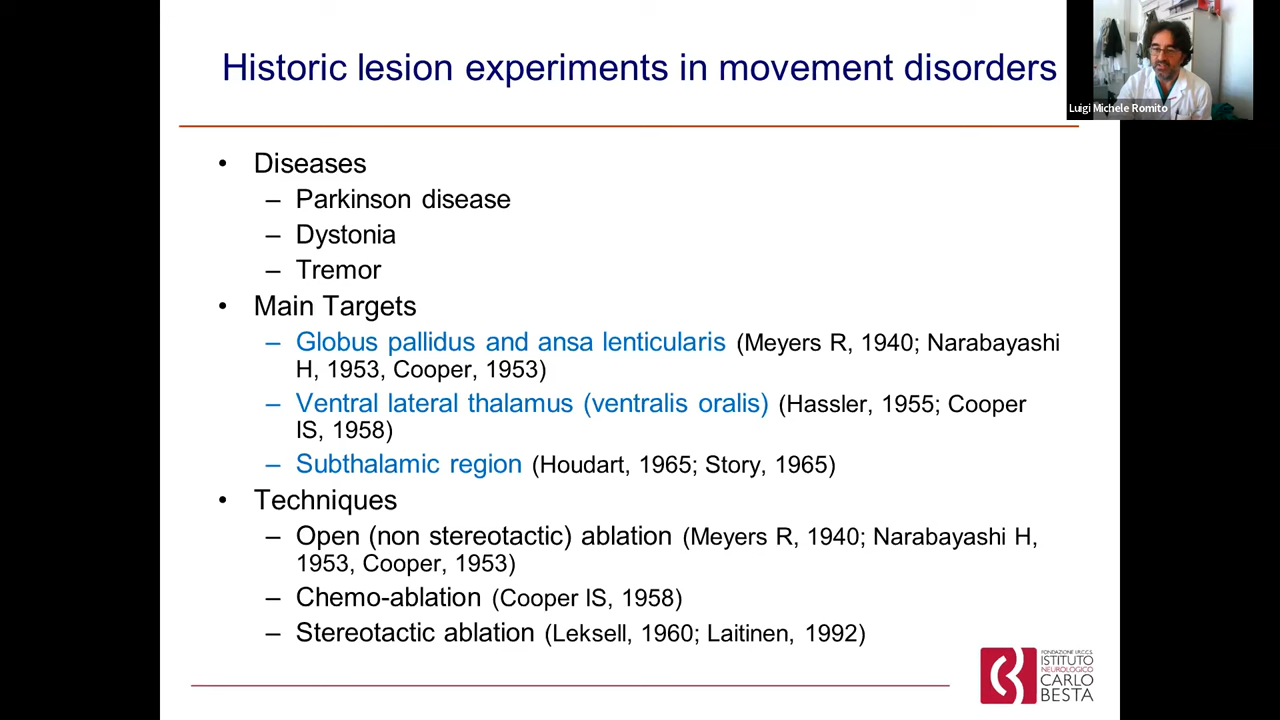 Historic lesion experiments in movement disorders
Luigi Michele Romito
• Diseases
– Parkinson disease
– Dystonia
– Tremor
• Main Targets
– Globus pallidus and ansa lenticularis (Meyers R, 1940; Narabayashi
H, 1953, Cooper, 1953)
– Ventral lateral thalamus (ventralis oralis) (Hassler, 1955; Cooper
IS, 1958)
– Subthalamic region (Houdart, 1965; Story, 1965)
• Techniques
– Open (non stereotactic) ablation (Meyers R, 1940; Narabayashi H,
1953, Cooper, 1953)
– Chemo-ablation (Cooper IS, 1958)
– Stereotactic ablation (Leksell, 1960; Laitinen, 1992)
FONDAZIONE I.R.C.C.S.
ISTITUTO
NEUROLOGICO
CARLO
BESTA